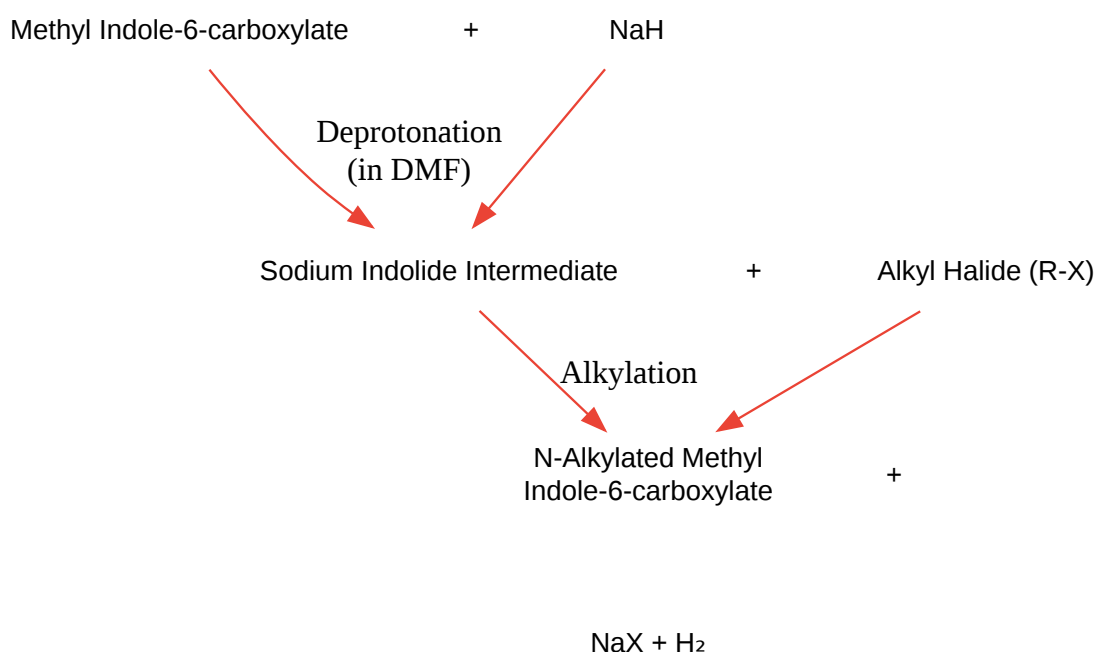 Methyl Indole-6-carboxylate + NaH
Deprotonation
(in DMF)
Sodium Indolide Intermediate + Alkyl Halide (R-X)
Alkylation
N-Alkylated Methyl
Indole-6-carboxylate +
NaX + H₂